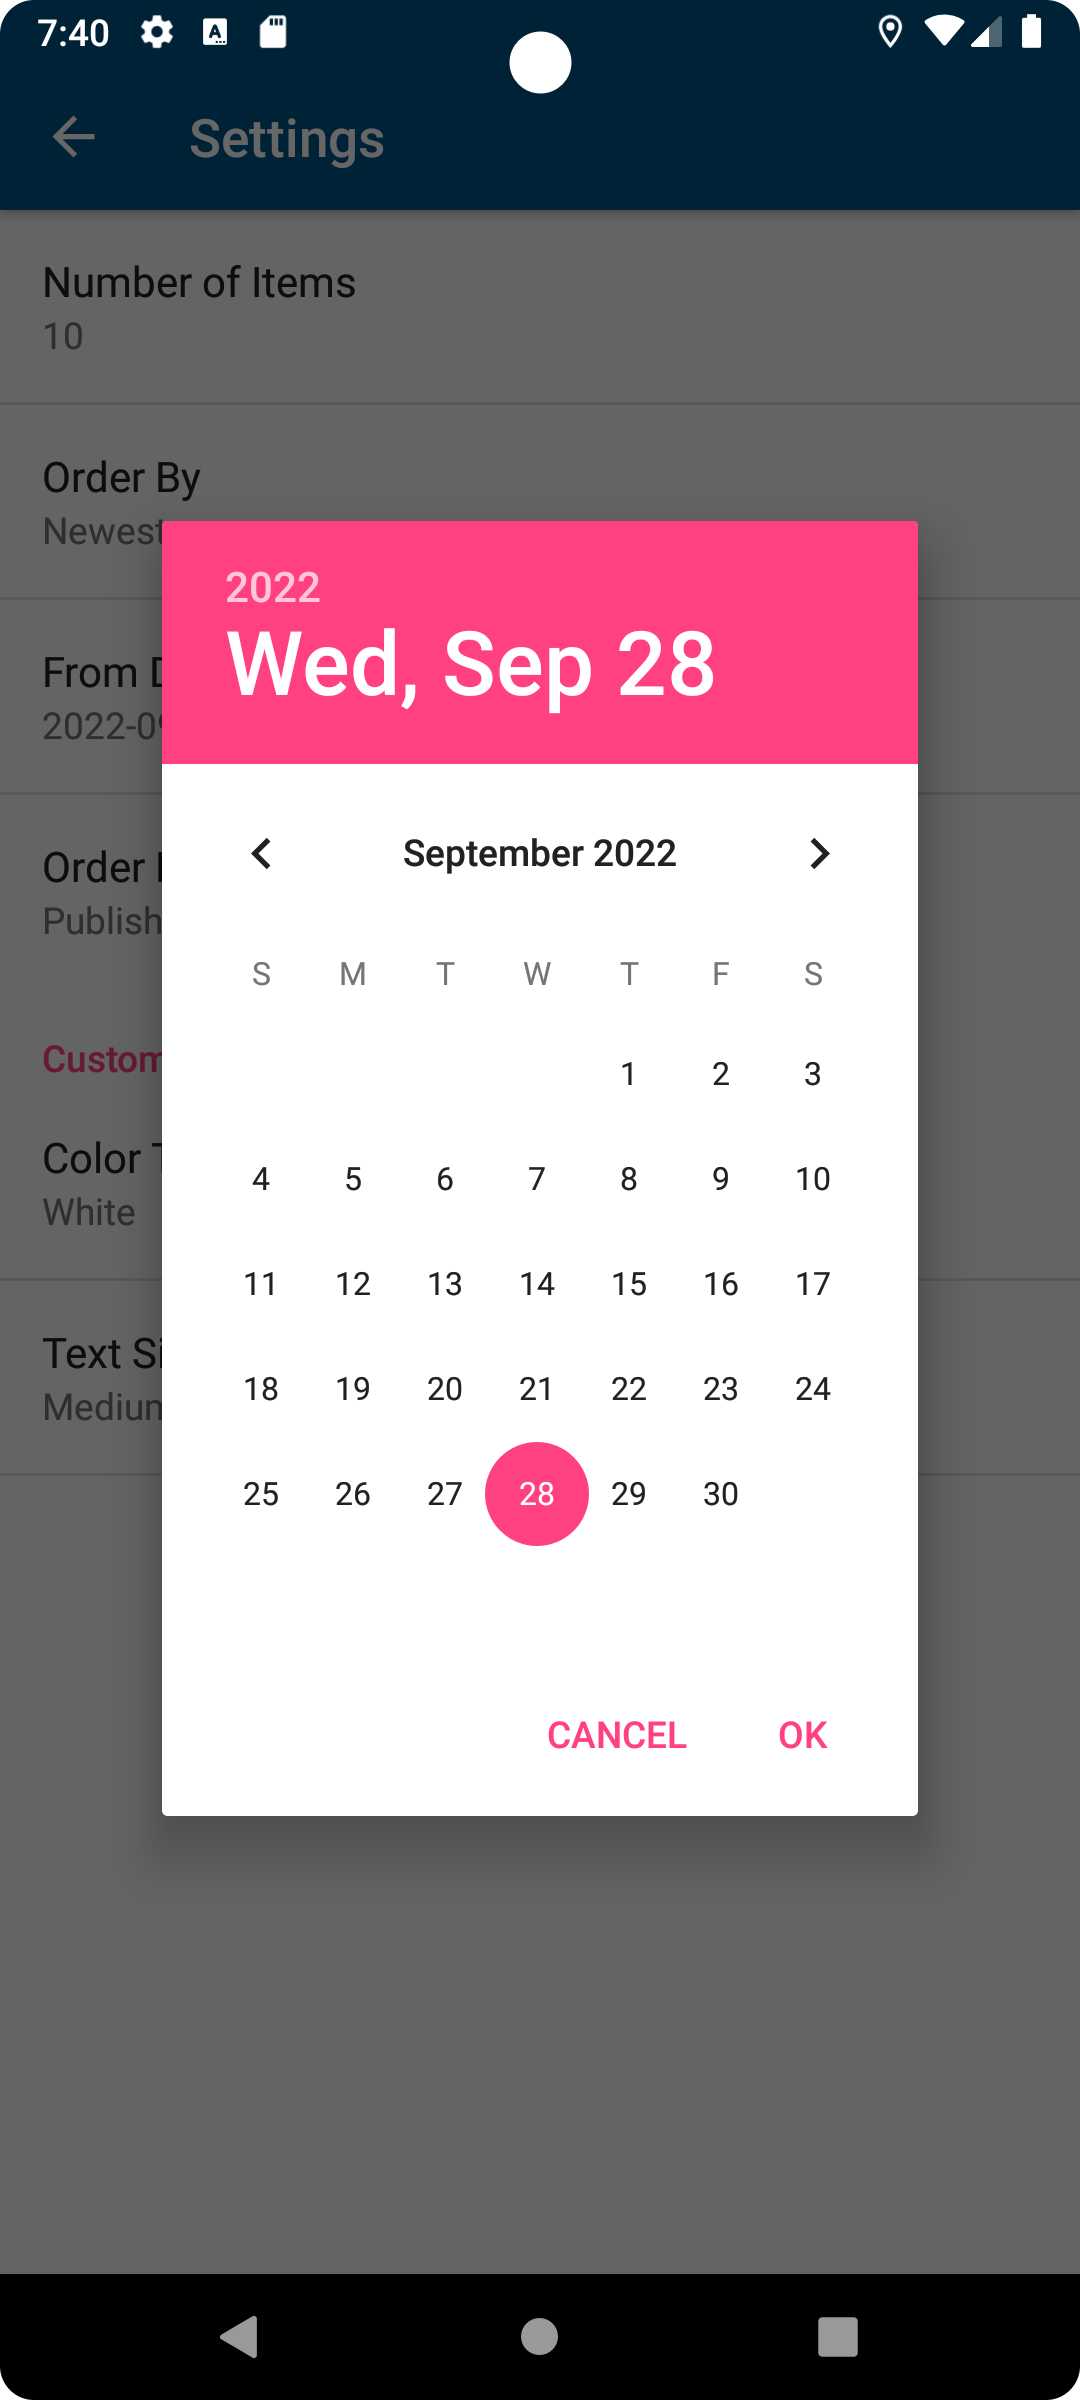 7:40
Settings
Number of Items
10
Order By
Newest
From D
2022-09
Order
Publish
Custom
Color T
White
Text Si
Medium
2022
Wed, Sep 28
September 2022
S M T W T F S
1 2 3
4 5 6 7 8 9 10
11 12 13 14 15 16 17
18 19 20 21 22 23 24
25 26 27 28 29 30
CANCEL OK